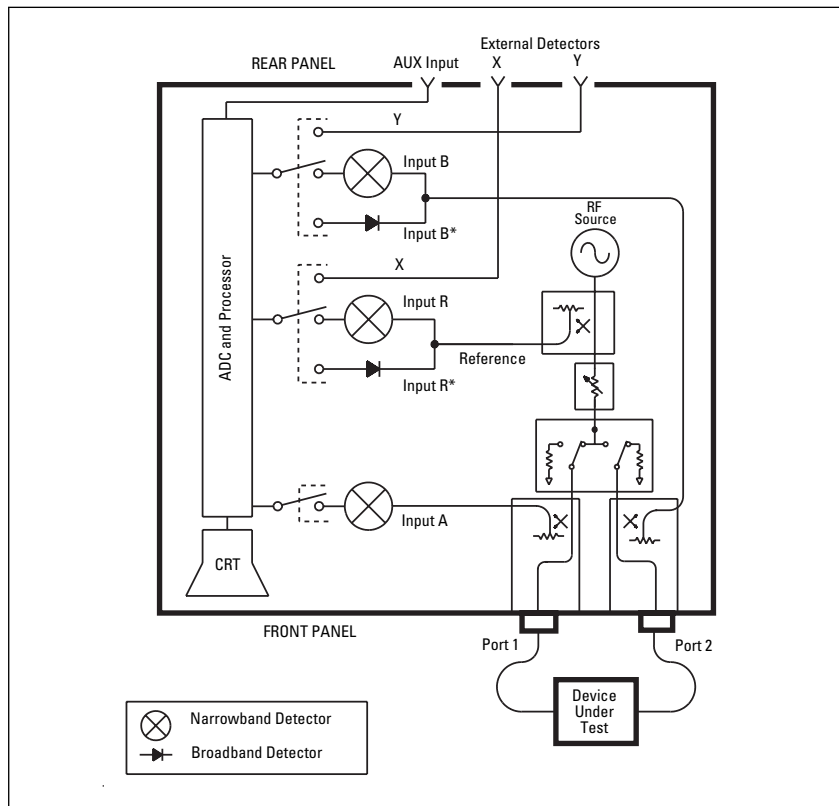 External Detectors
REAR PANEL
AUX Input
X
Y
Y
Input B
Input B*
RF
Source
X
Input R
Reference
Input R*
ADC and Processor
Input A
CRT
FRONT PANEL
Port 1
Port 2
Device
Under
Test
Narrowband Detector
Broadband Detector